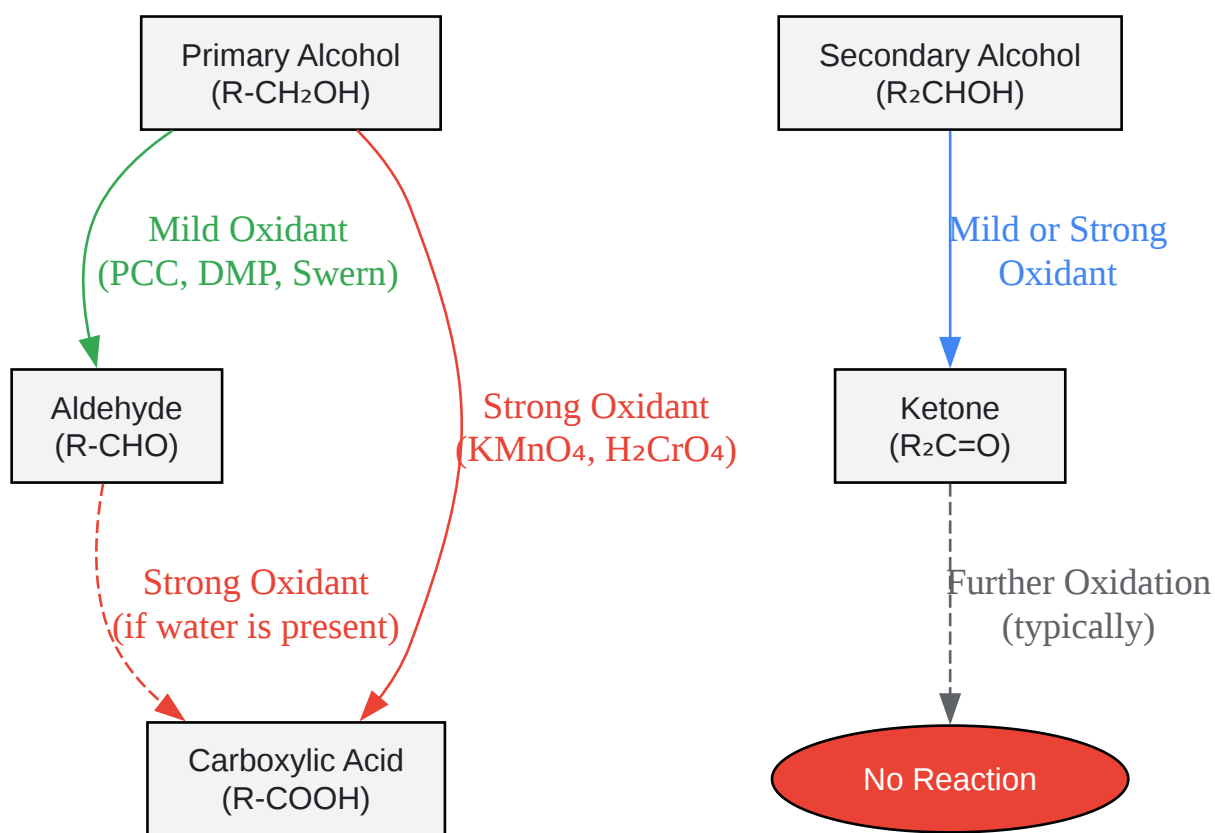 Primary Alcohol
(R-CH₂OH)
Secondary Alcohol
(R₂CHOH)
Mild Oxidant
(PCC, DMP, Swern)
Mild or Strong
Oxidant
Aldehyde
(R-CHO)
Strong Oxidant
(KMnO₄, H₂CrO₄)
Ketone
(R₂C=O)
Strong Oxidant
(if water is present)
Further Oxidation
(typically)
Carboxylic Acid
(R-COOH)
No Reaction